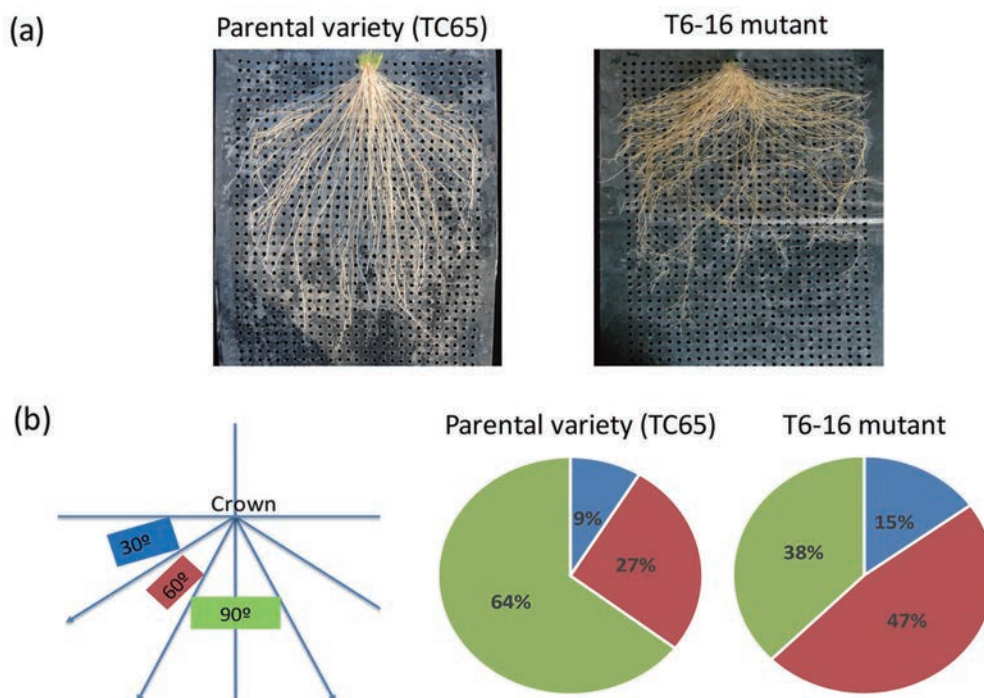 (a)
Parental variety (TC65) T6-16 mutant
(b)
Parental variety (TC65) T6-16 mutant
Crown
30º
60º
90º
9%
27%
64%
15%
38%
47%